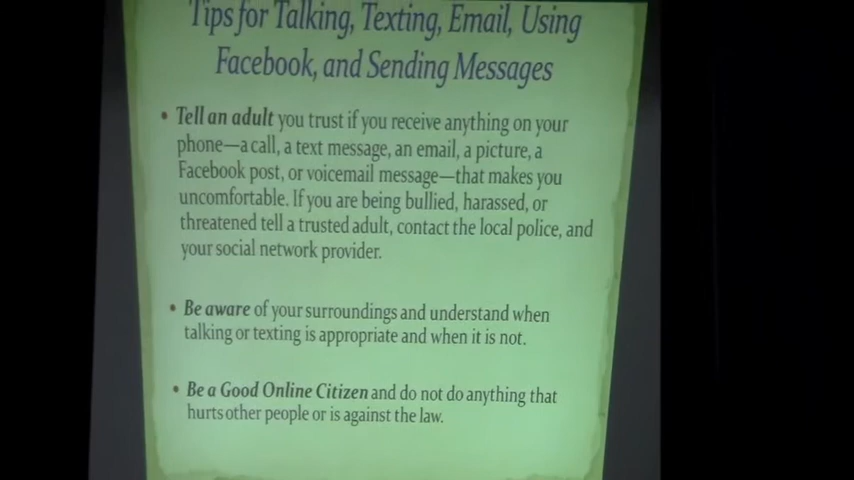 Tips for Talking, Texting, Email, Using
Facebook, and Sending Messages
• Tell an adult you trust if you receive anything on your
phone—a call, a text message, an email, a picture, a
Facebook post, or voicemail message—that makes you
uncomfortable. If you are being bullied, harassed, or
threatened tell a trusted adult, contact the local police, and
your social network provider.
• Be aware of your surroundings and understand when
talking or texting is appropriate and when it is not.
• Be a Good Online Citizen and do not do anything that
hurts other people or is against the law.